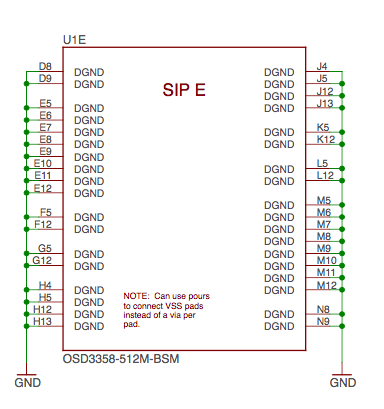 U1E
SIP E
D8 DGND DGND J4
D9 DGND DGND J5
DGND J12
E5 DGND DGND J13
E6 DGND
E7 DGND DGND K5
E8 DGND DGND K12
E9 DGND
E10 DGND DGND L5
E11 DGND DGND L12
E12 DGND
DGND M5
F5 DGND DGND M6
F12 DGND DGND M7
DGND M8
G5 DGND DGND M9
G12 DGND DGND M10
DGND M11
H4 DGND DGND M12
H5 DGND
H12 DGND DGND N8
H13 DGND DGND N9
NOTE: Can use pours
to connect VSS pads
instead of a via per
pad.
OSD3358-512M-BSM
GND GND